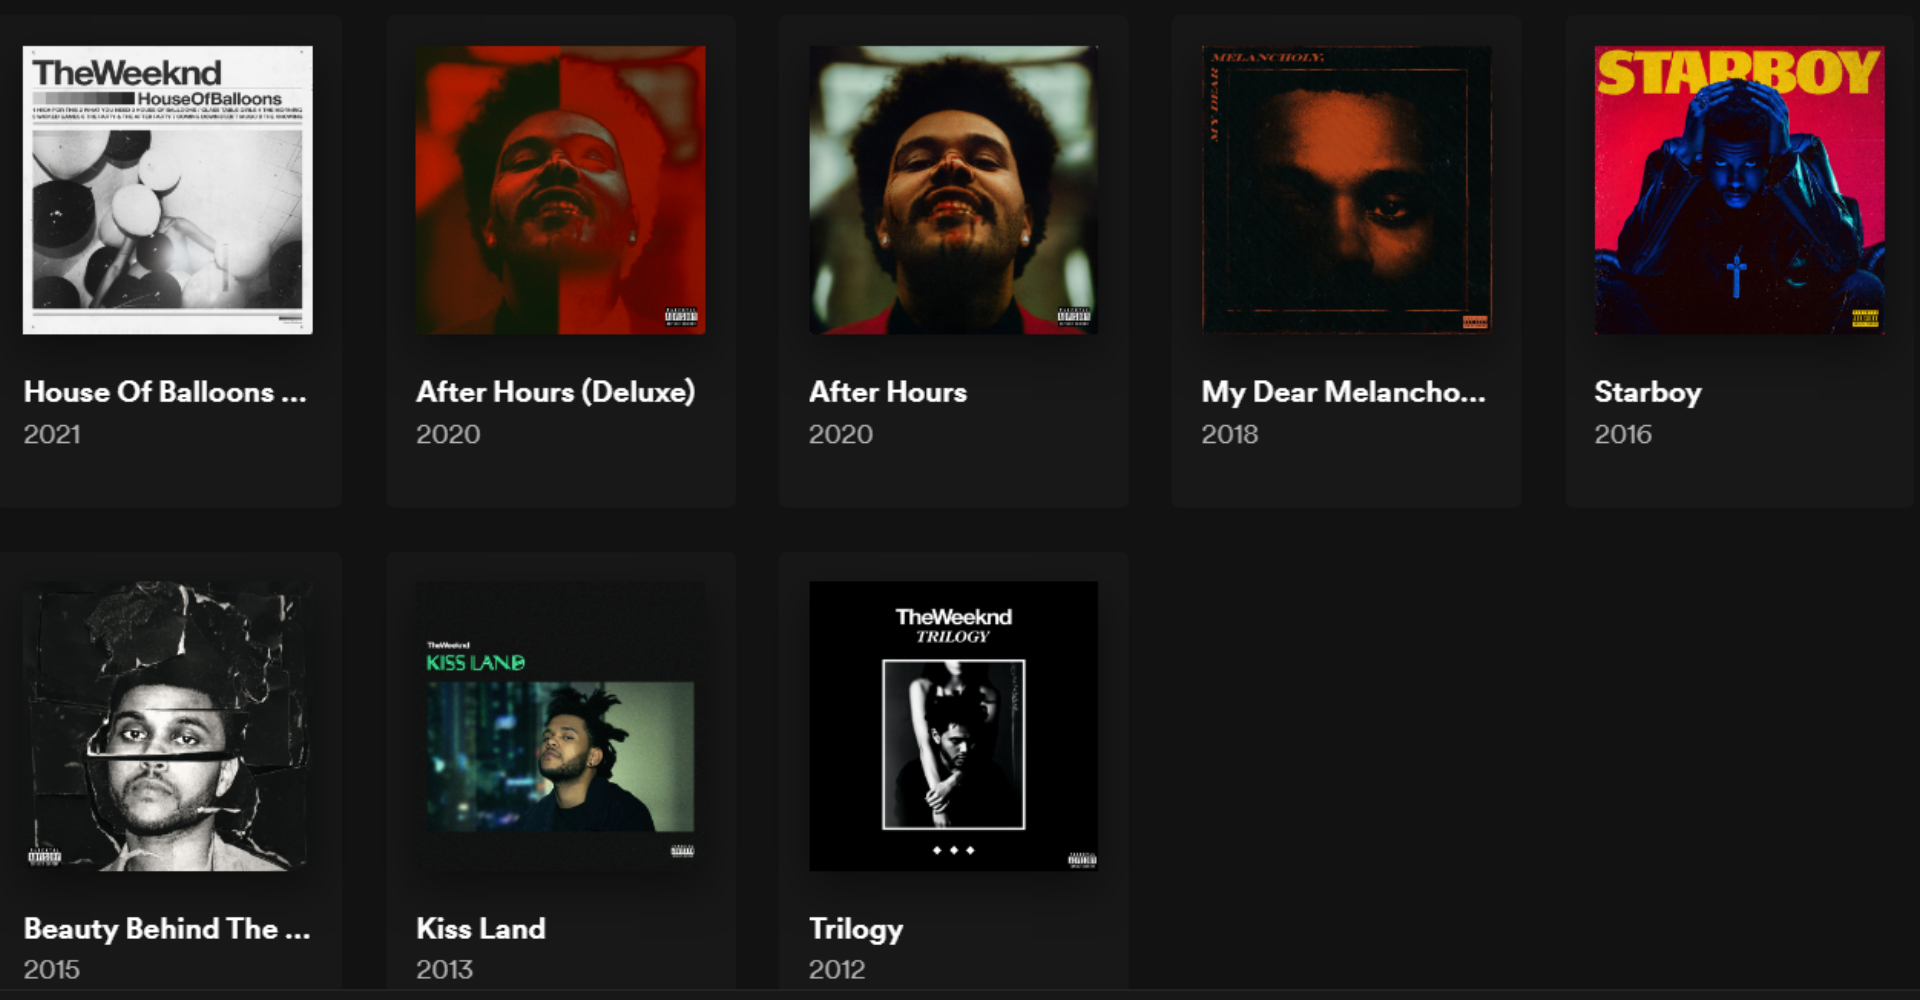 TheWeeknd
HouseOfBalloons
MELANCHOLY,
MY DEAR
STARBOY
House Of Balloons ...
After Hours (Deluxe)
After Hours
My Dear Melancho...
Starboy
2021
2020
2020
2018
2016
TheWeeknd
KISS LAND
TheWeeknd
TRILOGY
Beauty Behind The ...
Kiss Land
Trilogy
2015
2013
2012